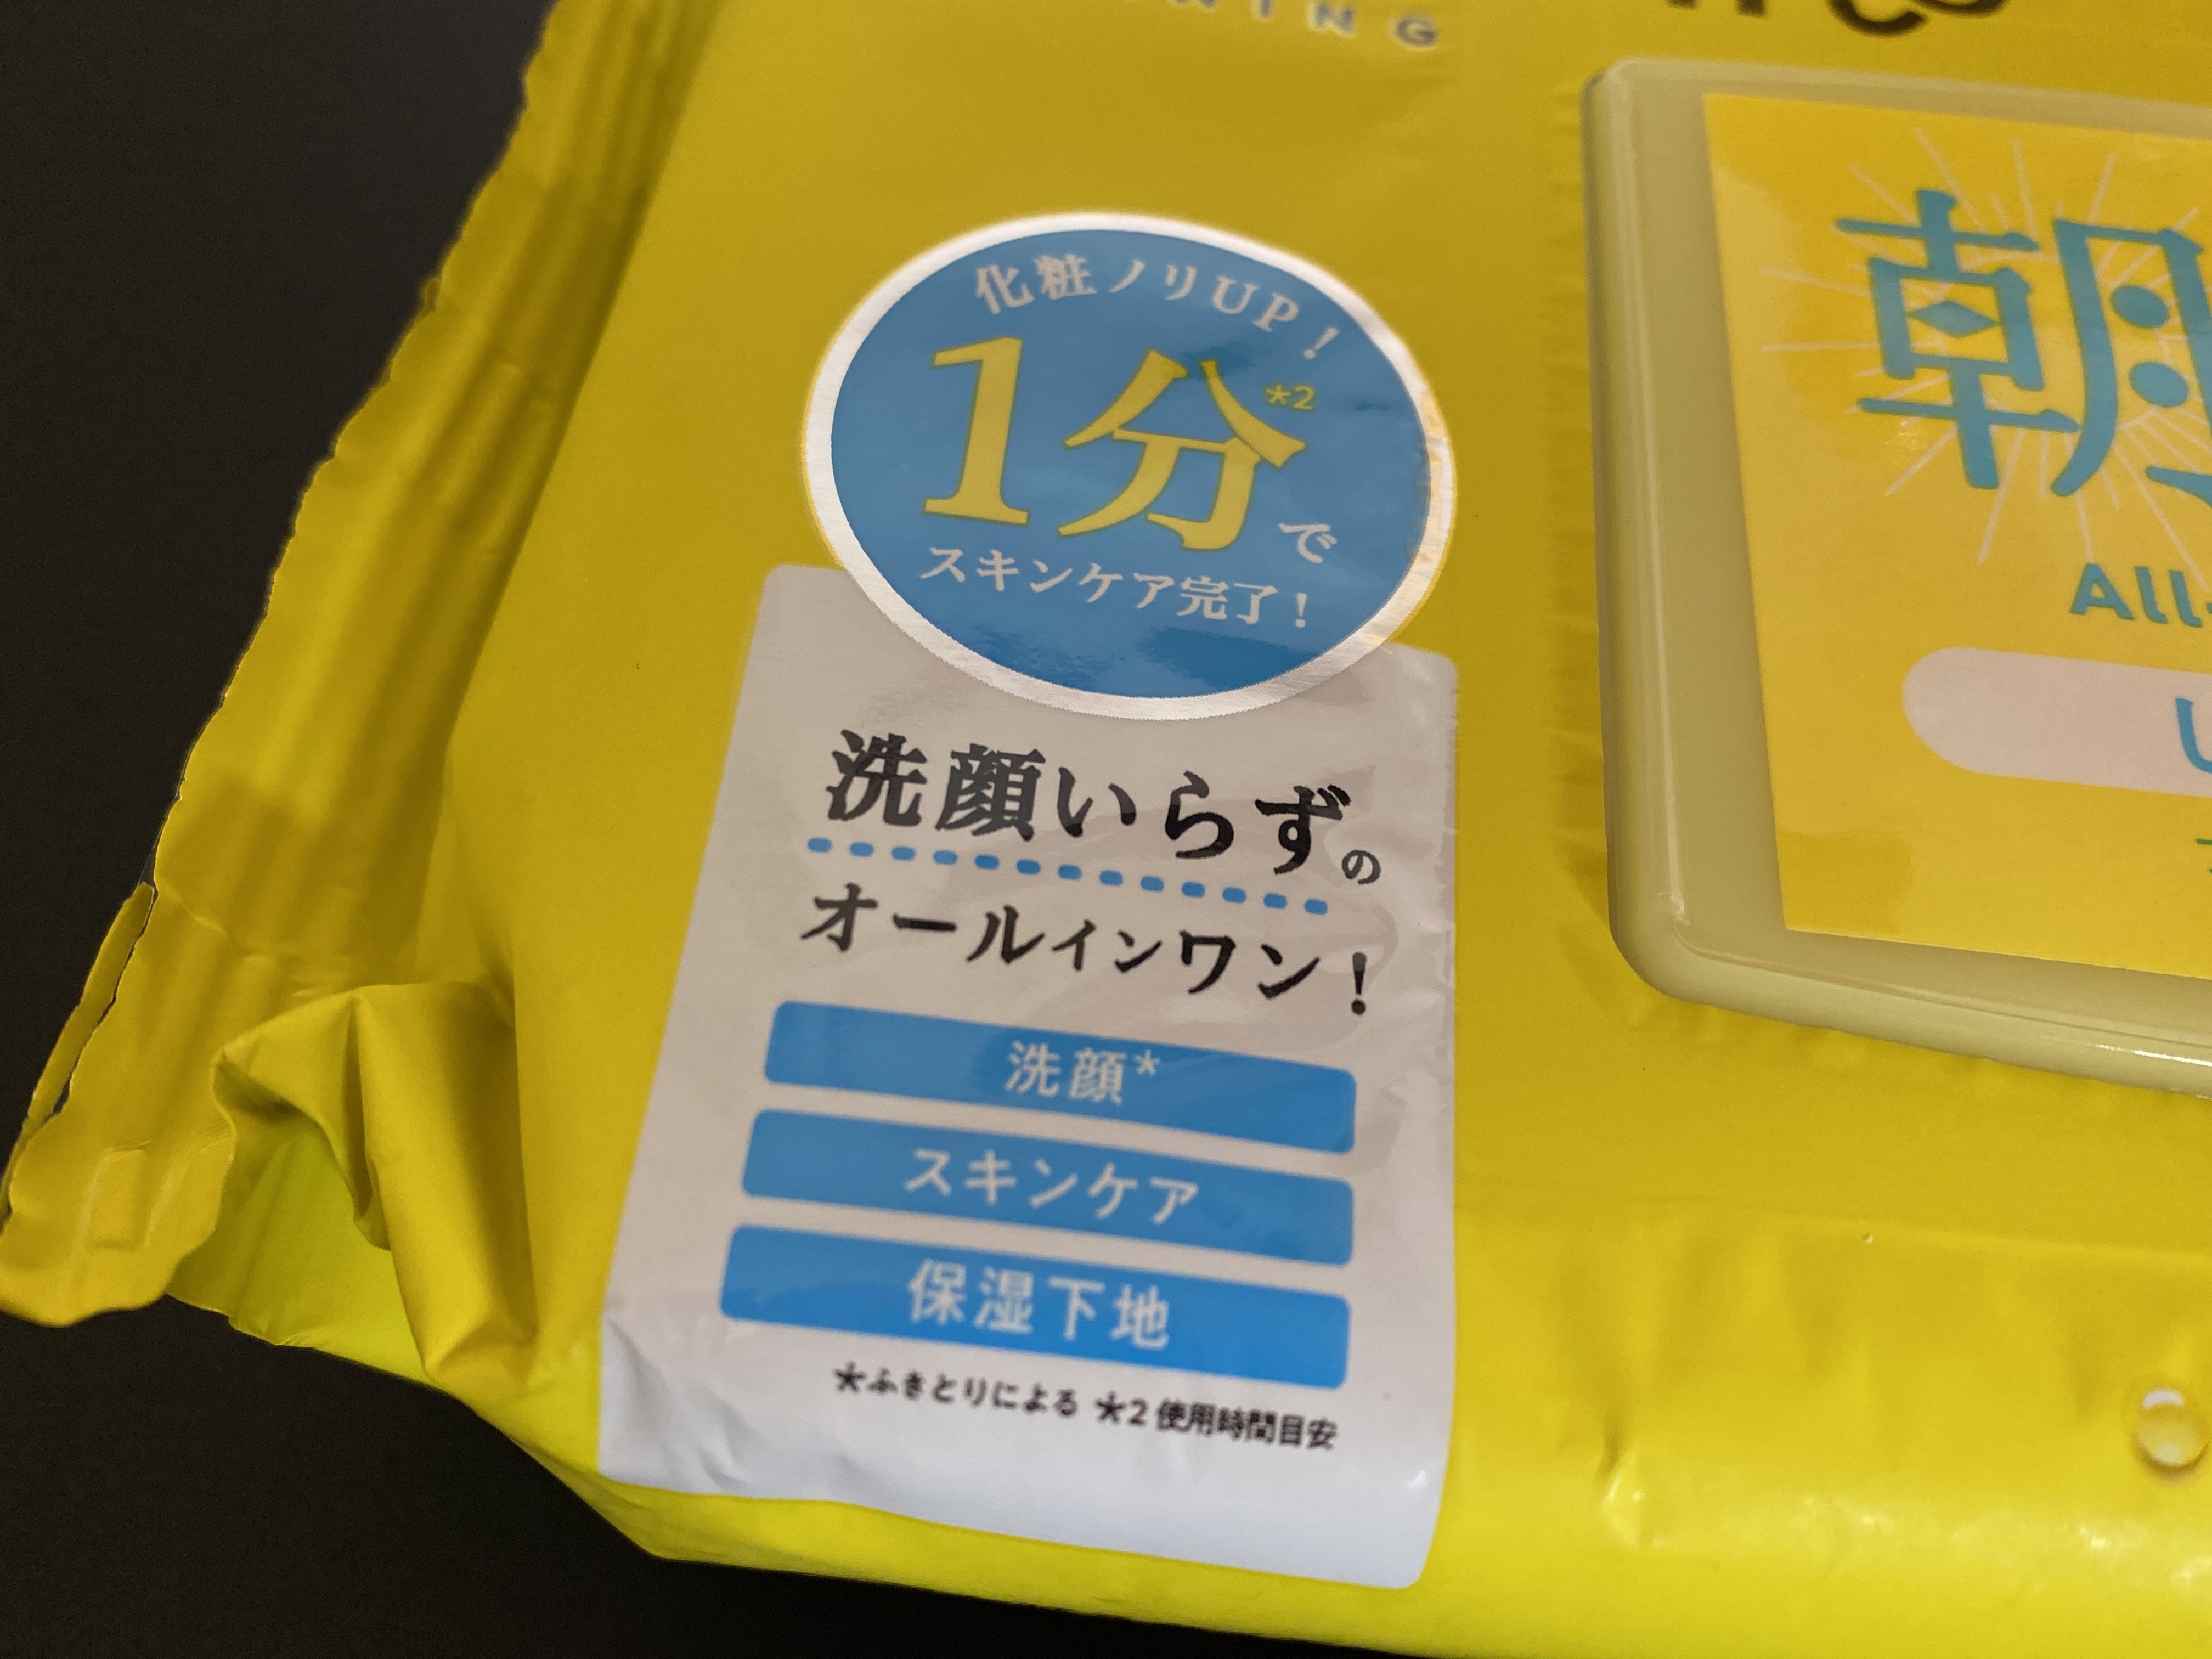 NING
化粧ノリUP！
1分*2で
スキンケア完了！
洗顔いらずの
オールインワン！
洗顔*
スキンケア
保湿下地
*ふきとりによる *2 使用時間目安
朝
All-